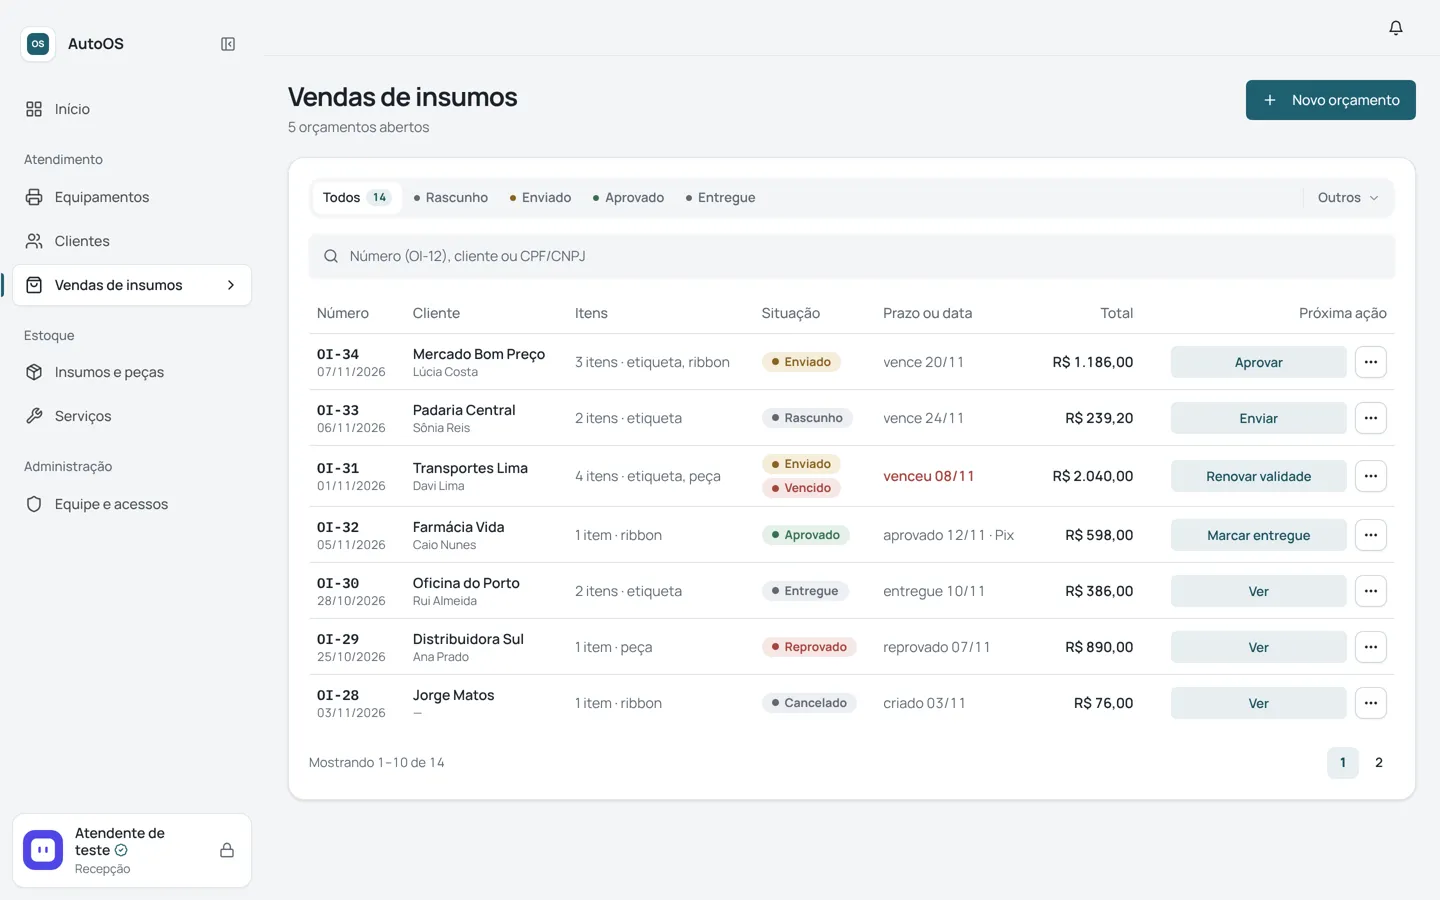 OS
AutoOS
Início
Atendimento
Equipamentos
Clientes
Vendas de insumos
Estoque
Insumos e peças
Serviços
Administração
Equipe e acessos
Atendente de
teste
Recepção
Vendas de insumos
5 orçamentos abertos
Novo orçamento
Todos 14 Rascunho Enviado Aprovado Entregue Outros
Número (OI-12), cliente ou CPF/CNPJ
Número Cliente Itens Situação Prazo ou data Total Próxima ação
OI-34 Mercado Bom Preço 3 itens · etiqueta, ribbon Enviado vence 20/11 R$ 1.186,00 Aprovar
07/11/2026 Lúcia Costa
OI-33 Padaria Central 2 itens · etiqueta Rascunho vence 24/11 R$ 239,20 Enviar
06/11/2026 Sônia Reis
OI-31 Transportes Lima 4 itens · etiqueta, peça Enviado venceu 08/11 R$ 2.040,00 Renovar validade
01/11/2026 Davi Lima Vencido
OI-32 Farmácia Vida 1 item · ribbon Aprovado aprovado 12/11 · Pix R$ 598,00 Marcar entregue
05/11/2026 Caio Nunes
OI-30 Oficina do Porto 2 itens · etiqueta Entregue entregue 10/11 R$ 386,00 Ver
28/10/2026 Rui Almeida
OI-29 Distribuidora Sul 1 item · peça Reprovado reprovado 07/11 R$ 890,00 Ver
25/10/2026 Ana Prado
OI-28 Jorge Matos 1 item · ribbon Cancelado criado 03/11 R$ 76,00 Ver
03/11/2026 —
Mostrando 1–10 de 14 1 2